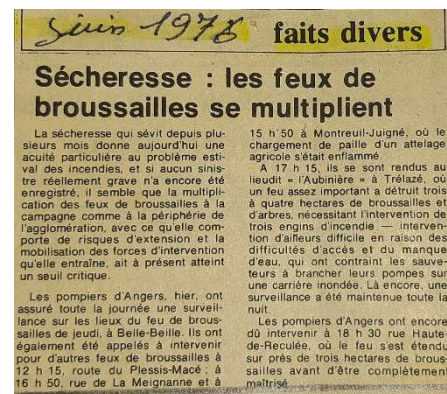 juin 1976 faits divers
Sécheresse : les feux de
broussailles se multiplient
La sécheresse qui sévit depuis plu-
sieurs mois donne aujourd'hui une
acuité particulière au problème esti-
val des incendies, et si aucun sinis-
tre réellement grave n'a encore été
enregistré, il semble que la multipli-
cation des feux de broussailles à la
campagne comme à la périphérie de
l'agglomération, avec ce qu'elle com-
porte de risques d'extension et la
mobilisation des forces d'intervention
qu'elle entraîne, ait à présent atteint
un seuil critique.
Les pompiers d'Angers, hier, ont
assuré toute la journée une surveil-
lance sur les lieux du feu de brous-
sailles de jeudi, à Belle-Beille. Ils ont
également été appelés à intervenir
pour d'autres feux de broussailles à
12 h 15, route du Plessis-Macé ; à
16 h 50, rue de La Meignanne et à
15 h' 50 à Montreuil-Juigné, où le
chargement de paille d'un attelage
agricole s'était enflammé.
A 17 h 15, ils se sont rendus au
lieudit « l'Aubinière » à Trélazé, où
un feu assez important a détruit trois
à quatre hectares de broussailles et
d'arbres, nécessitant l'intervention de
trois engins d'incendie — interven-
tion d'ailleurs difficile en raison des
difficultés d'accès et du manque
d'eau, qui ont contraint les sauve-
teurs à brancher leurs pompes sur
une carrière inondée. Là encore, une
surveillance a été maintenue toute la
nuit.
Les pompiers d'Angers ont encore
dû intervenir à 18 h 30 rue Haute-
de-Reculée, où le feu s'est étendu
sur près de trois hectares de brous-
sailles avant d'être complètement
maîtrisé